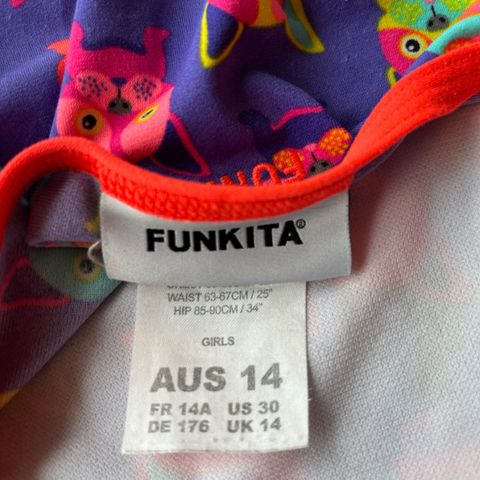 FUNKITA®
WAIST 63-67CM / 25"
HIP 85-90CM / 34"
GIRLS
AUS 14
FR 14A US 30
DE 176 UK 14